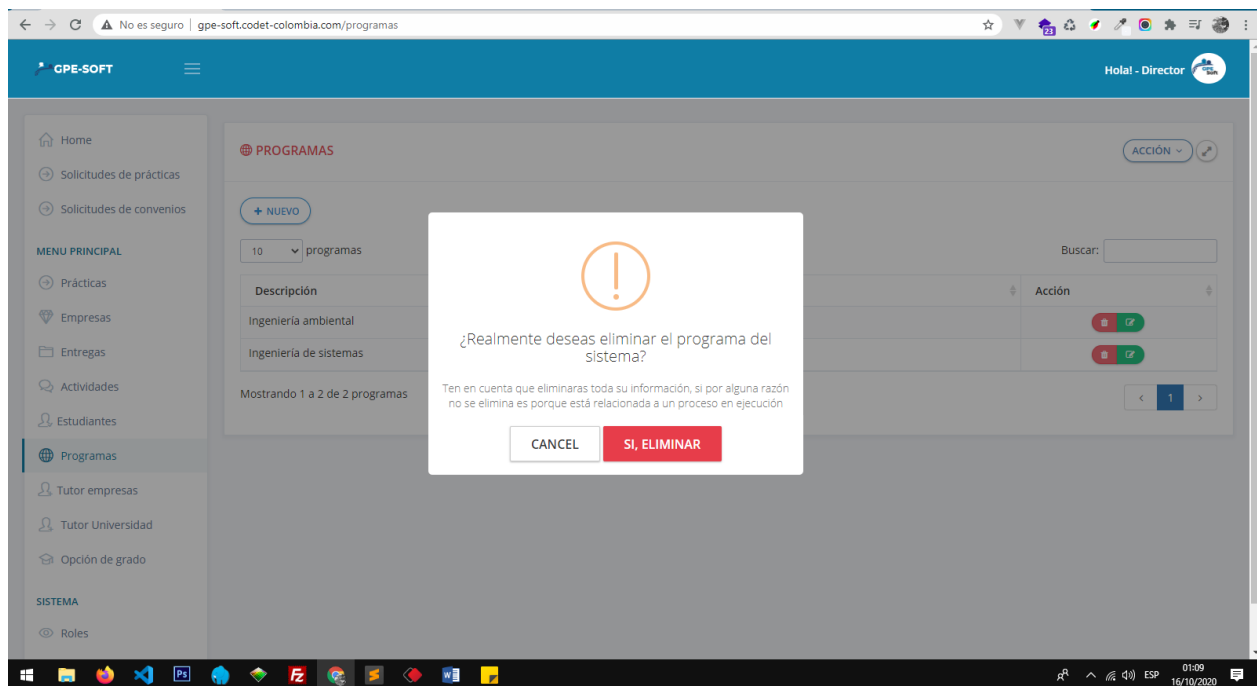 No es seguro | gpe-soft.codet-colombia.com/programas
23
GPE-SOFT
Hola! - Director
Home
Solicitudes de prácticas
Solicitudes de convenios
MENU PRINCIPAL
Prácticas
Empresas
Entregas
Actividades
Estudiantes
Programas
Tutor empresas
Tutor Universidad
Opción de grado
SISTEMA
Roles
PROGRAMAS
ACCIÓN
+ NUEVO
10 programas
Buscar:
Descripción
Acción
Ingeniería ambiental
Ingeniería de sistemas
Mostrando 1 a 2 de 2 programas
1
¿Realmente deseas eliminar el programa del
sistema?
Ten en cuenta que eliminaras toda su información, si por alguna razón
no se elimina es porque está relacionada a un proceso en ejecución
CANCEL
SI, ELIMINAR
Ps
Fz
ESP
01:09
16/10/2020